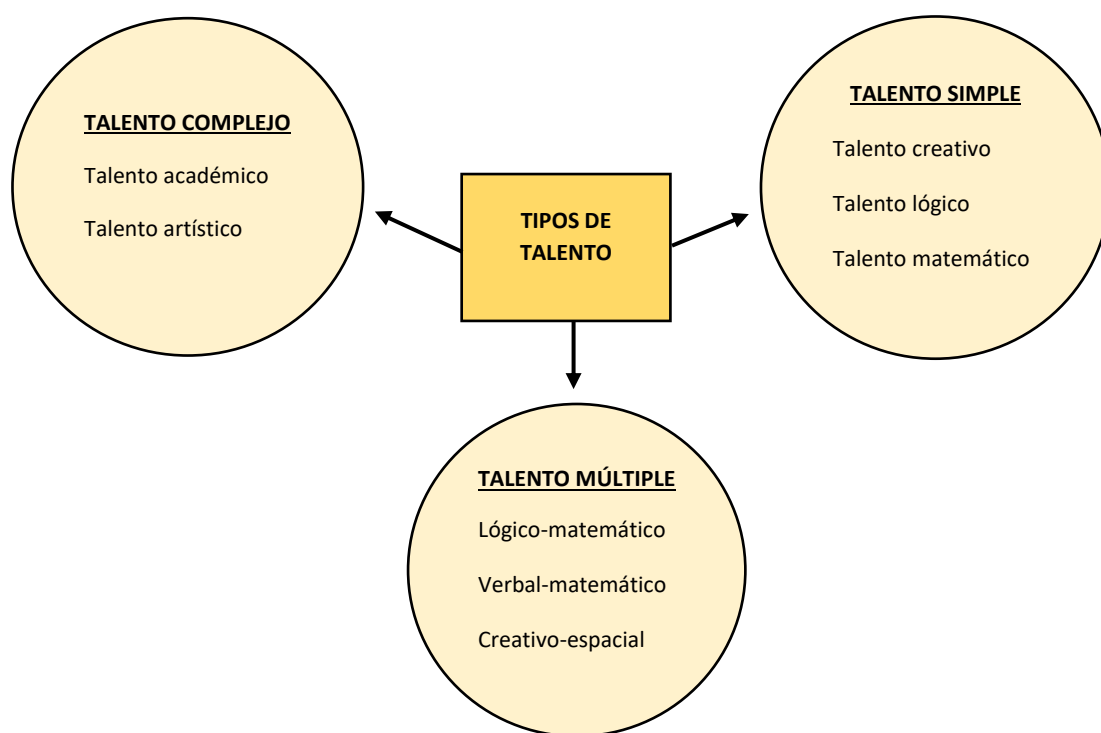 TALENTO COMPLEJO
Talento académico
Talento artístico
TIPOS DE
TALENTO
TALENTO SIMPLE
Talento creativo
Talento lógico
Talento matemático
TALENTO MÚLTIPLE
Lógico-matemático
Verbal-matemático
Creativo-espacial